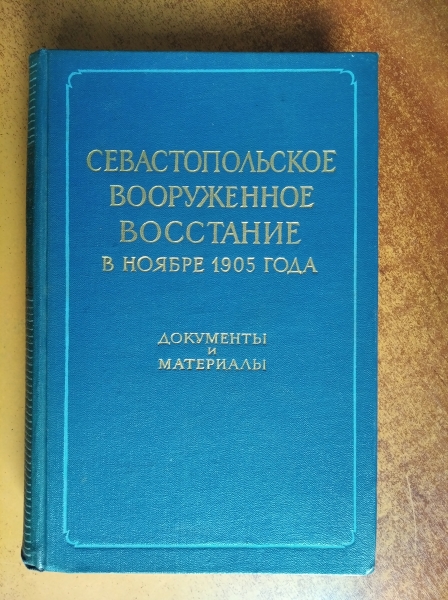 СЕВАСТОПОЛЬСКОЕ
ВООРУЖЕННОЕ
ВОССТАНИЕ
В НОЯБРЕ 1905 ГОДА
ДОКУМЕНТЫ
И
МАТЕРИАЛЫ